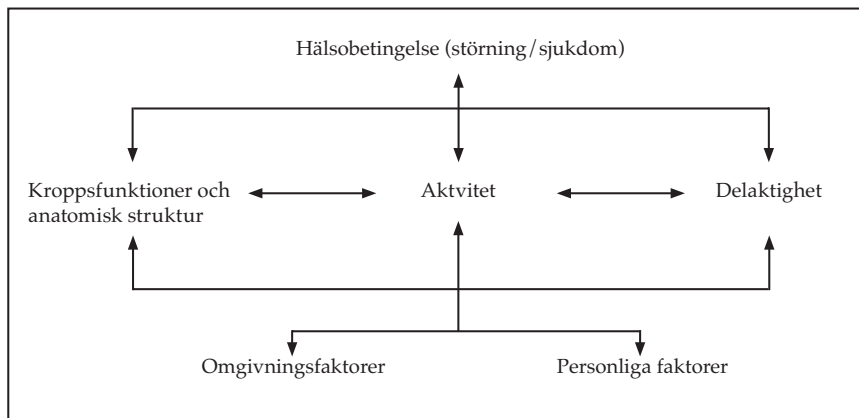 Hälsobetingelse (störning/sjukdom)
Kroppsfunktioner och
anatomisk struktur
Aktvitet
Delaktighet
Omgivningsfaktorer
Personliga faktorer